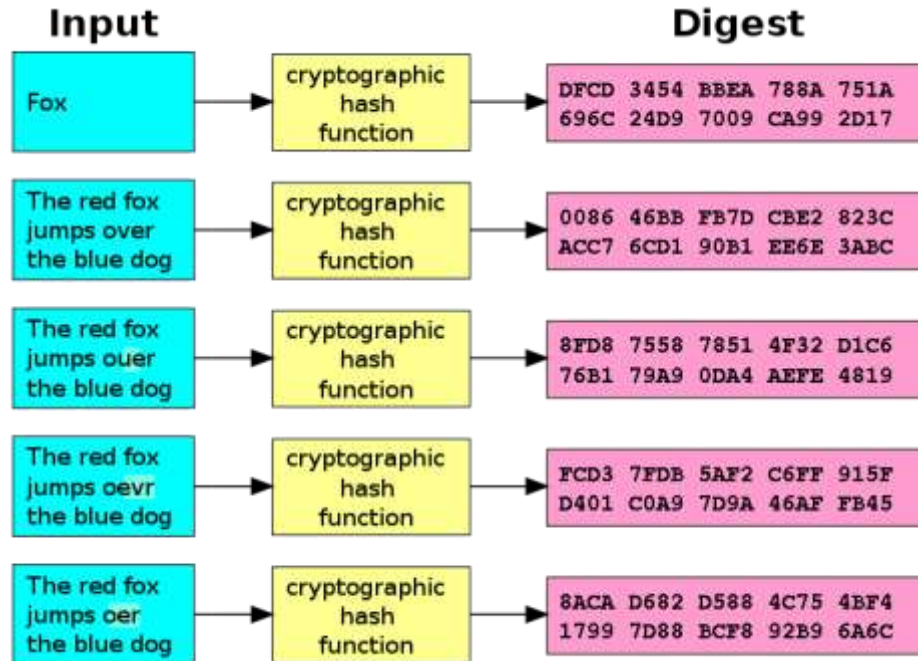 Input
Digest
Fox
cryptographic
hash
function
DFCD 3454 BBEA 788A 751A
696C 24D9 7009 CA99 2D17
The red fox
jumps over
the blue dog
cryptographic
hash
function
0086 46BB FB7D CBE2 823C
ACC7 6CD1 90B1 EE6E 3ABC
The red fox
jumps ouer
the blue dog
cryptographic
hash
function
8FD8 7558 7851 4F32 D1C6
76B1 79A9 0DA4 AEFE 4819
The red fox
jumps oevr
the blue dog
cryptographic
hash
function
FCD3 7FDB 5AF2 C6FF 915F
D401 C0A9 7D9A 46AF FB45
The red fox
jumps oer
the blue dog
cryptographic
hash
function
8ACA D682 D588 4C75 4BF4
1799 7D88 BCF8 92B9 6A6C